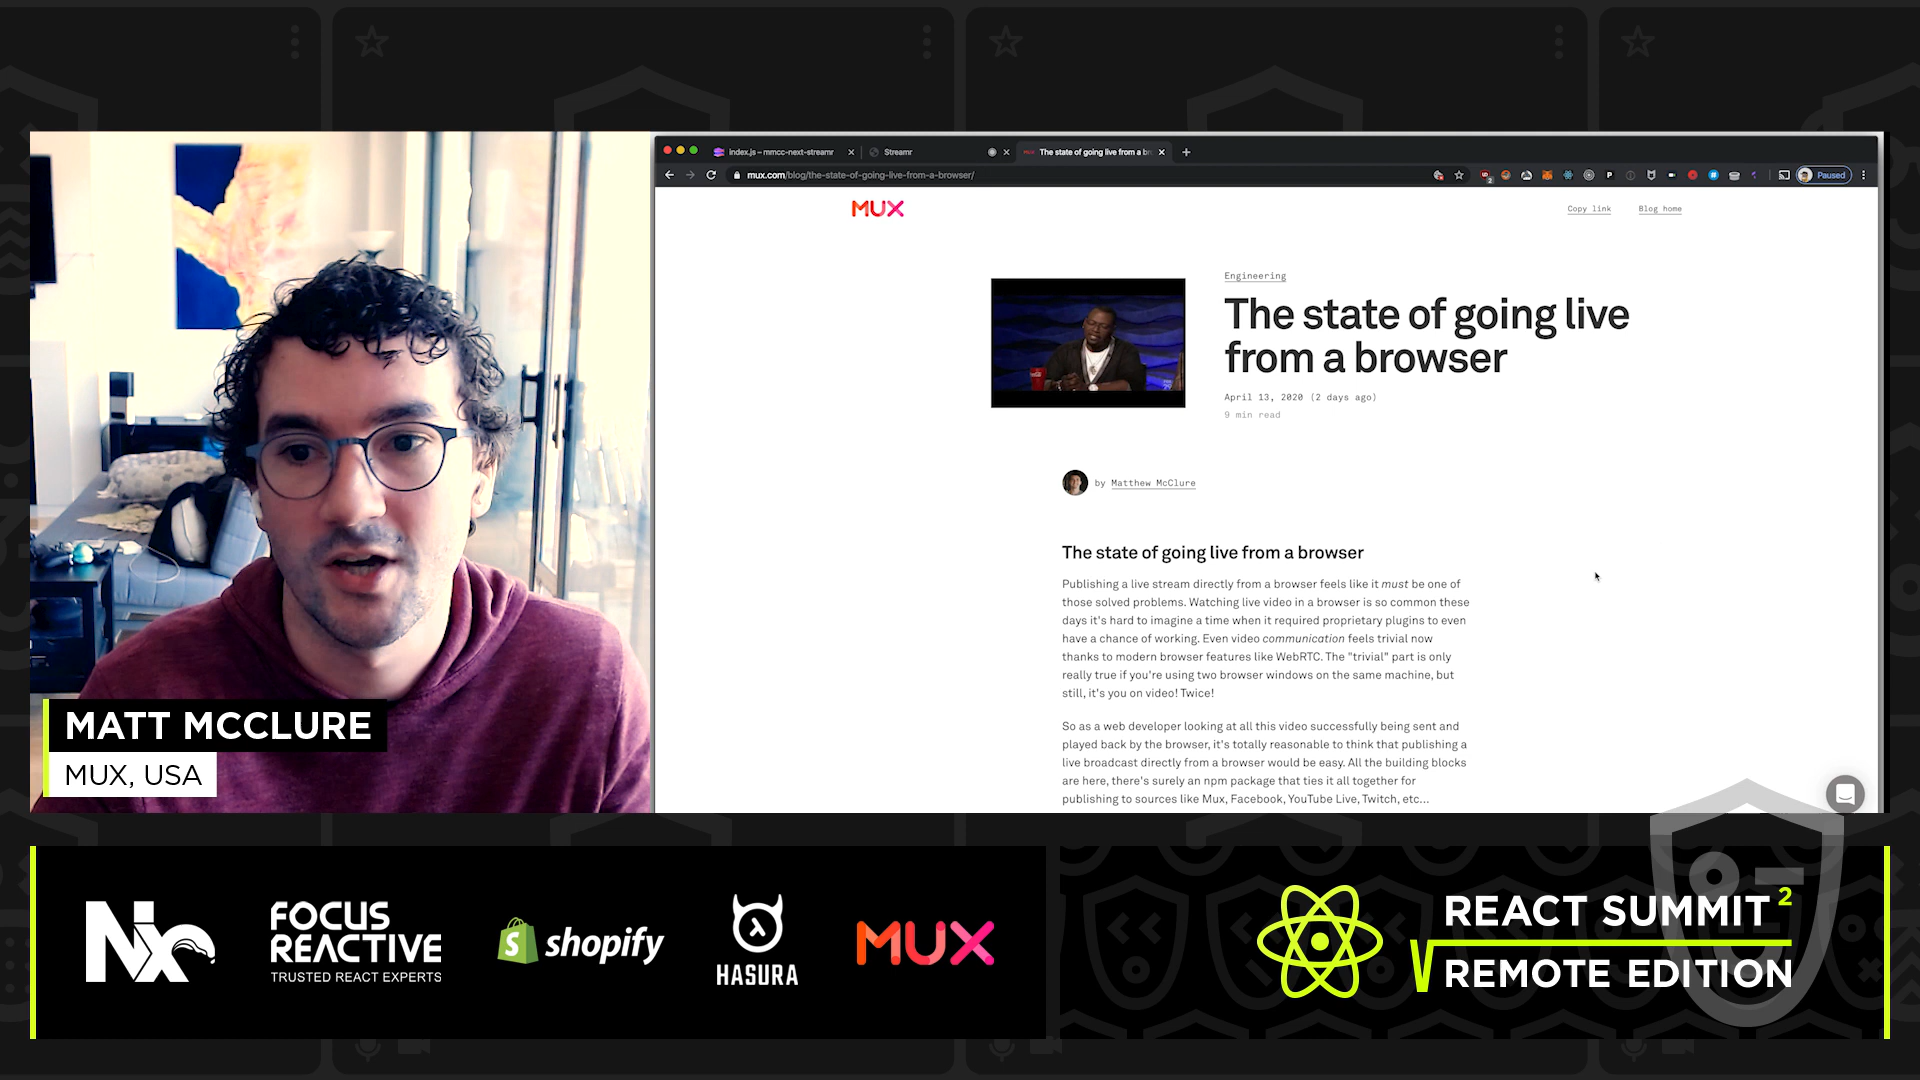 index.js – mmcc-next-streamr
Streamr
The state of going live from a br
mux.com/blog/the-state-of-going-live-from-a-browser/
Paused
MUX
Copy link
Blog home
Engineering
The state of going live
from a browser
April 13, 2020 (2 days ago)
9 min read
by Matthew McClure
The state of going live from a browser
Publishing a live stream directly from a browser feels like it must be one of
those solved problems. Watching live video in a browser is so common these
days it's hard to imagine a time when it required proprietary plugins to even
have a chance of working. Even video communication feels trivial now
thanks to modern browser features like WebRTC. The "trivial" part is only
really true if you're using two browser windows on the same machine, but
still, it's you on video! Twice!
So as a web developer looking at all this video successfully being sent and
played back by the browser, it's totally reasonable to think that publishing a
live broadcast directly from a browser would be easy. All the building blocks
are here, there's surely an npm package that ties it all together for
publishing to sources like Mux, Facebook, YouTube Live, Twitch, etc...
MATT MCCLURE
MUX, USA
Nx
FOCUS
REACTIVE
TRUSTED REACT EXPERTS
shopify
HASURA
MUX
REACT SUMMIT 2
REMOTE EDITION